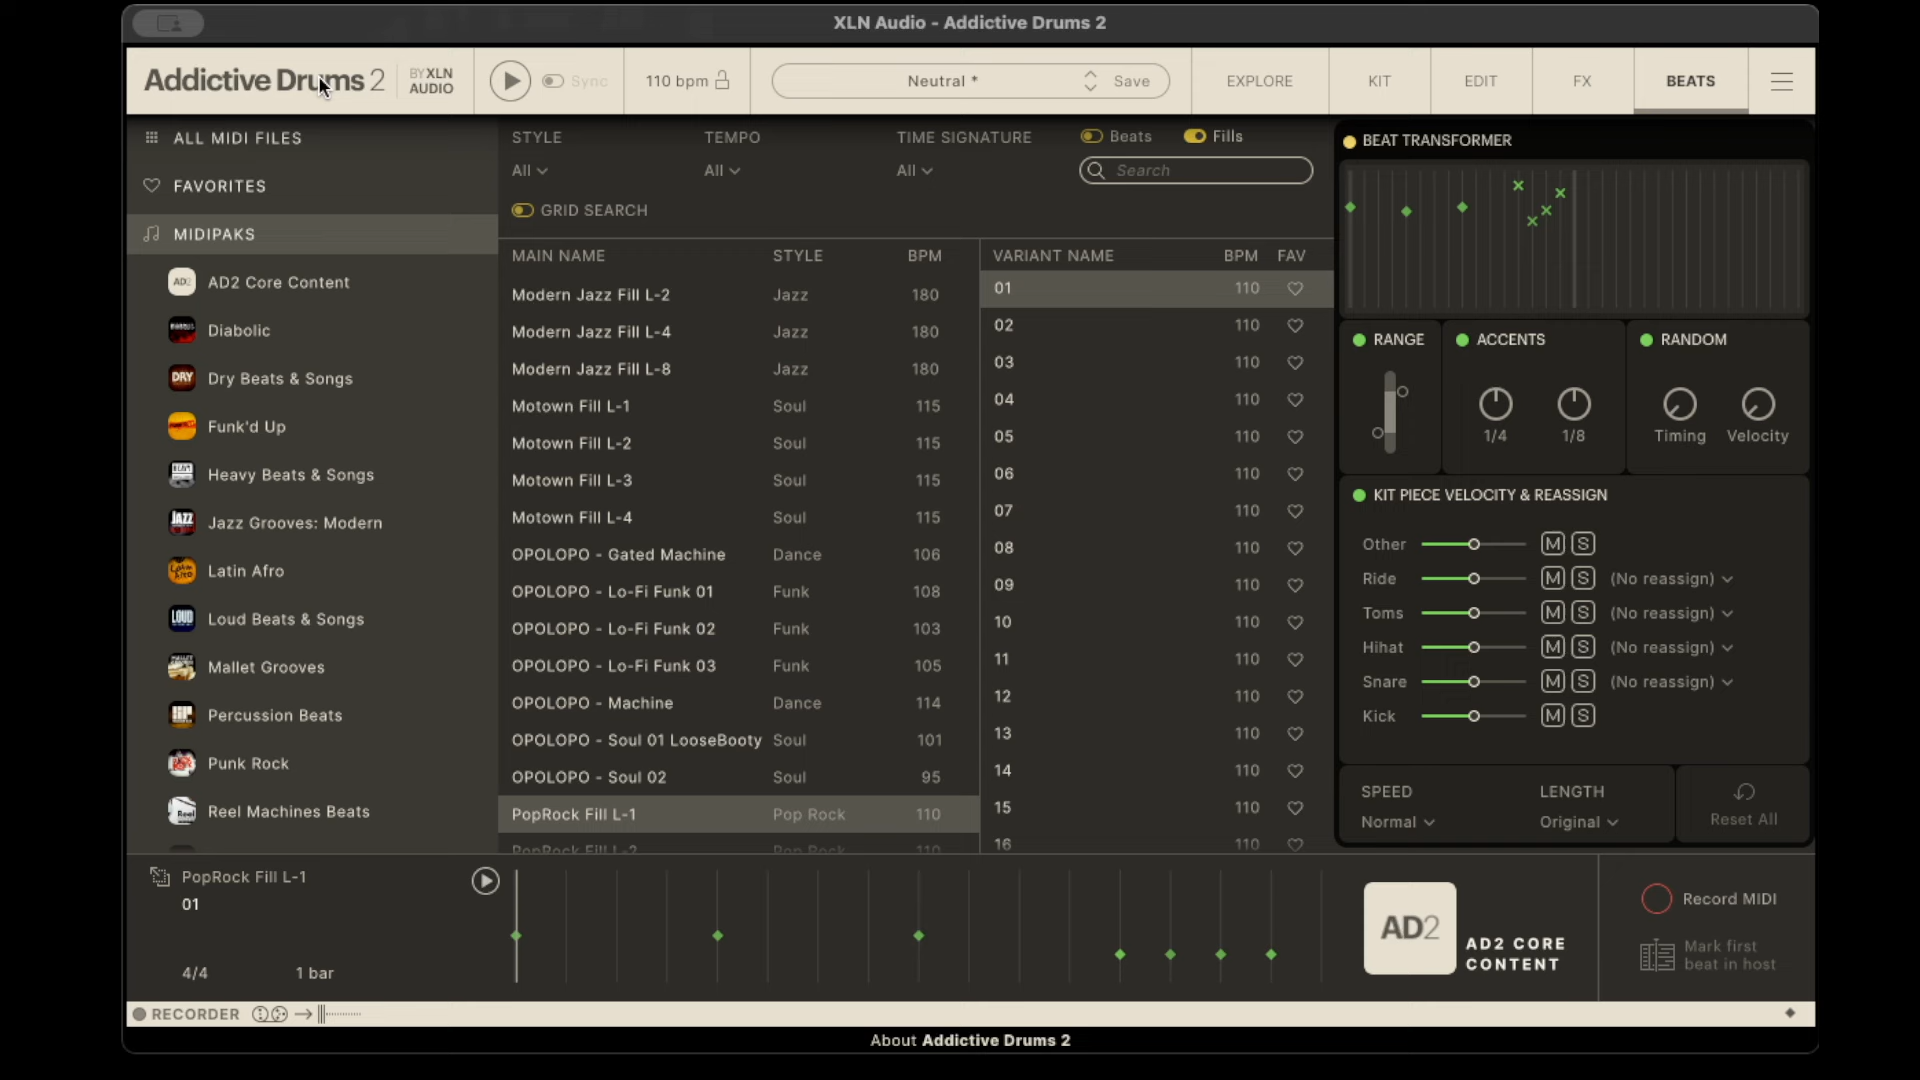 XLN Audio - Addictive Drums 2
Addictive Drums 2
BY XLN AUDIO
Sync
110 bpm
Neutral *
Save
EXPLORE
KIT
EDIT
FX
BEATS
ALL MIDI FILES
FAVORITES
MIDIPAKS
AD2 AD2 Core Content
Diabolic
DRY Dry Beats & Songs
Funk'd Up
Heavy Beats & Songs
JAZZ Jazz Grooves: Modern
Latin Afro Latin Afro
LOUD Loud Beats & Songs
Mallet Grooves
Percussion Beats
Punk Rock
Reel Reel Machines Beats
STYLE TEMPO TIME SIGNATURE
All All All
Beats Fills
Search
GRID SEARCH
MAIN NAME STYLE BPM
Modern Jazz Fill L-2 Jazz 180
Modern Jazz Fill L-4 Jazz 180
Modern Jazz Fill L-8 Jazz 180
Motown Fill L-1 Soul 115
Motown Fill L-2 Soul 115
Motown Fill L-3 Soul 115
Motown Fill L-4 Soul 115
OPOLOPO - Gated Machine Dance 106
OPOLOPO - Lo-Fi Funk 01 Funk 108
OPOLOPO - Lo-Fi Funk 02 Funk 103
OPOLOPO - Lo-Fi Funk 03 Funk 105
OPOLOPO - Machine Dance 114
OPOLOPO - Soul 01 LooseBooty Soul 101
OPOLOPO - Soul 02 Soul 95
PopRock Fill L-1 Pop Rock 110
PopRock Fill L-2 Pop Rock 110
VARIANT NAME BPM FAV
01 110
02 110
03 110
04 110
05 110
06 110
07 110
08 110
09 110
10 110
11 110
12 110
13 110
14 110
15 110
16 110
BEAT TRANSFORMER
RANGE
ACCENTS
1/4 1/8
RANDOM
Timing Velocity
KIT PIECE VELOCITY & REASSIGN
Other M S
Ride M S (No reassign)
Toms M S (No reassign)
Hihat M S (No reassign)
Snare M S (No reassign)
Kick M S
SPEED LENGTH
Normal Original
Reset All
PopRock Fill L-1
01
4/4 1 bar
AD2
AD2 CORE
CONTENT
Record MIDI
Mark first
beat in host
RECORDER
About Addictive Drums 2